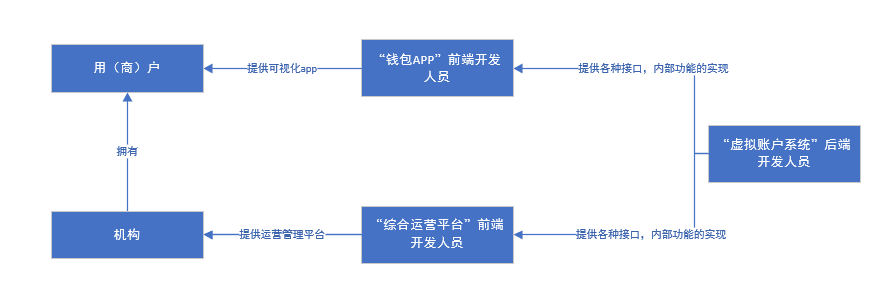 用（商）户
提供可视化app
“钱包APP”前端开发
人员
提供各种接口，内部功能的实现
“虚拟账户系统”后端
开发人员
拥有
机构
提供运营管理平台
“综合运营平台”前端
开发人员
提供各种接口，内部功能的实现